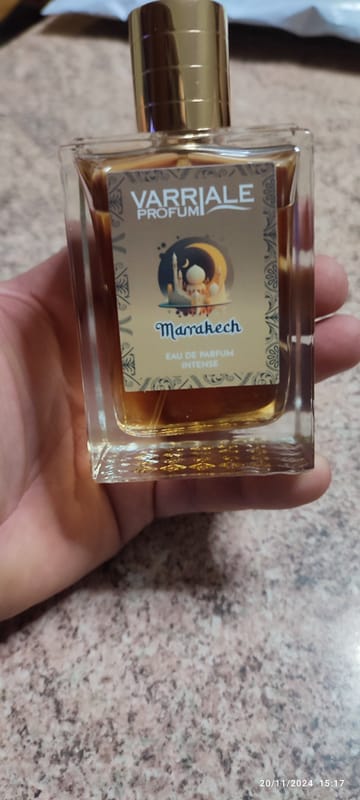 VARRIALE
PROFUMI
Marrakech
EAU DE PARFUM
INTENSE
20/11/2024 15:17